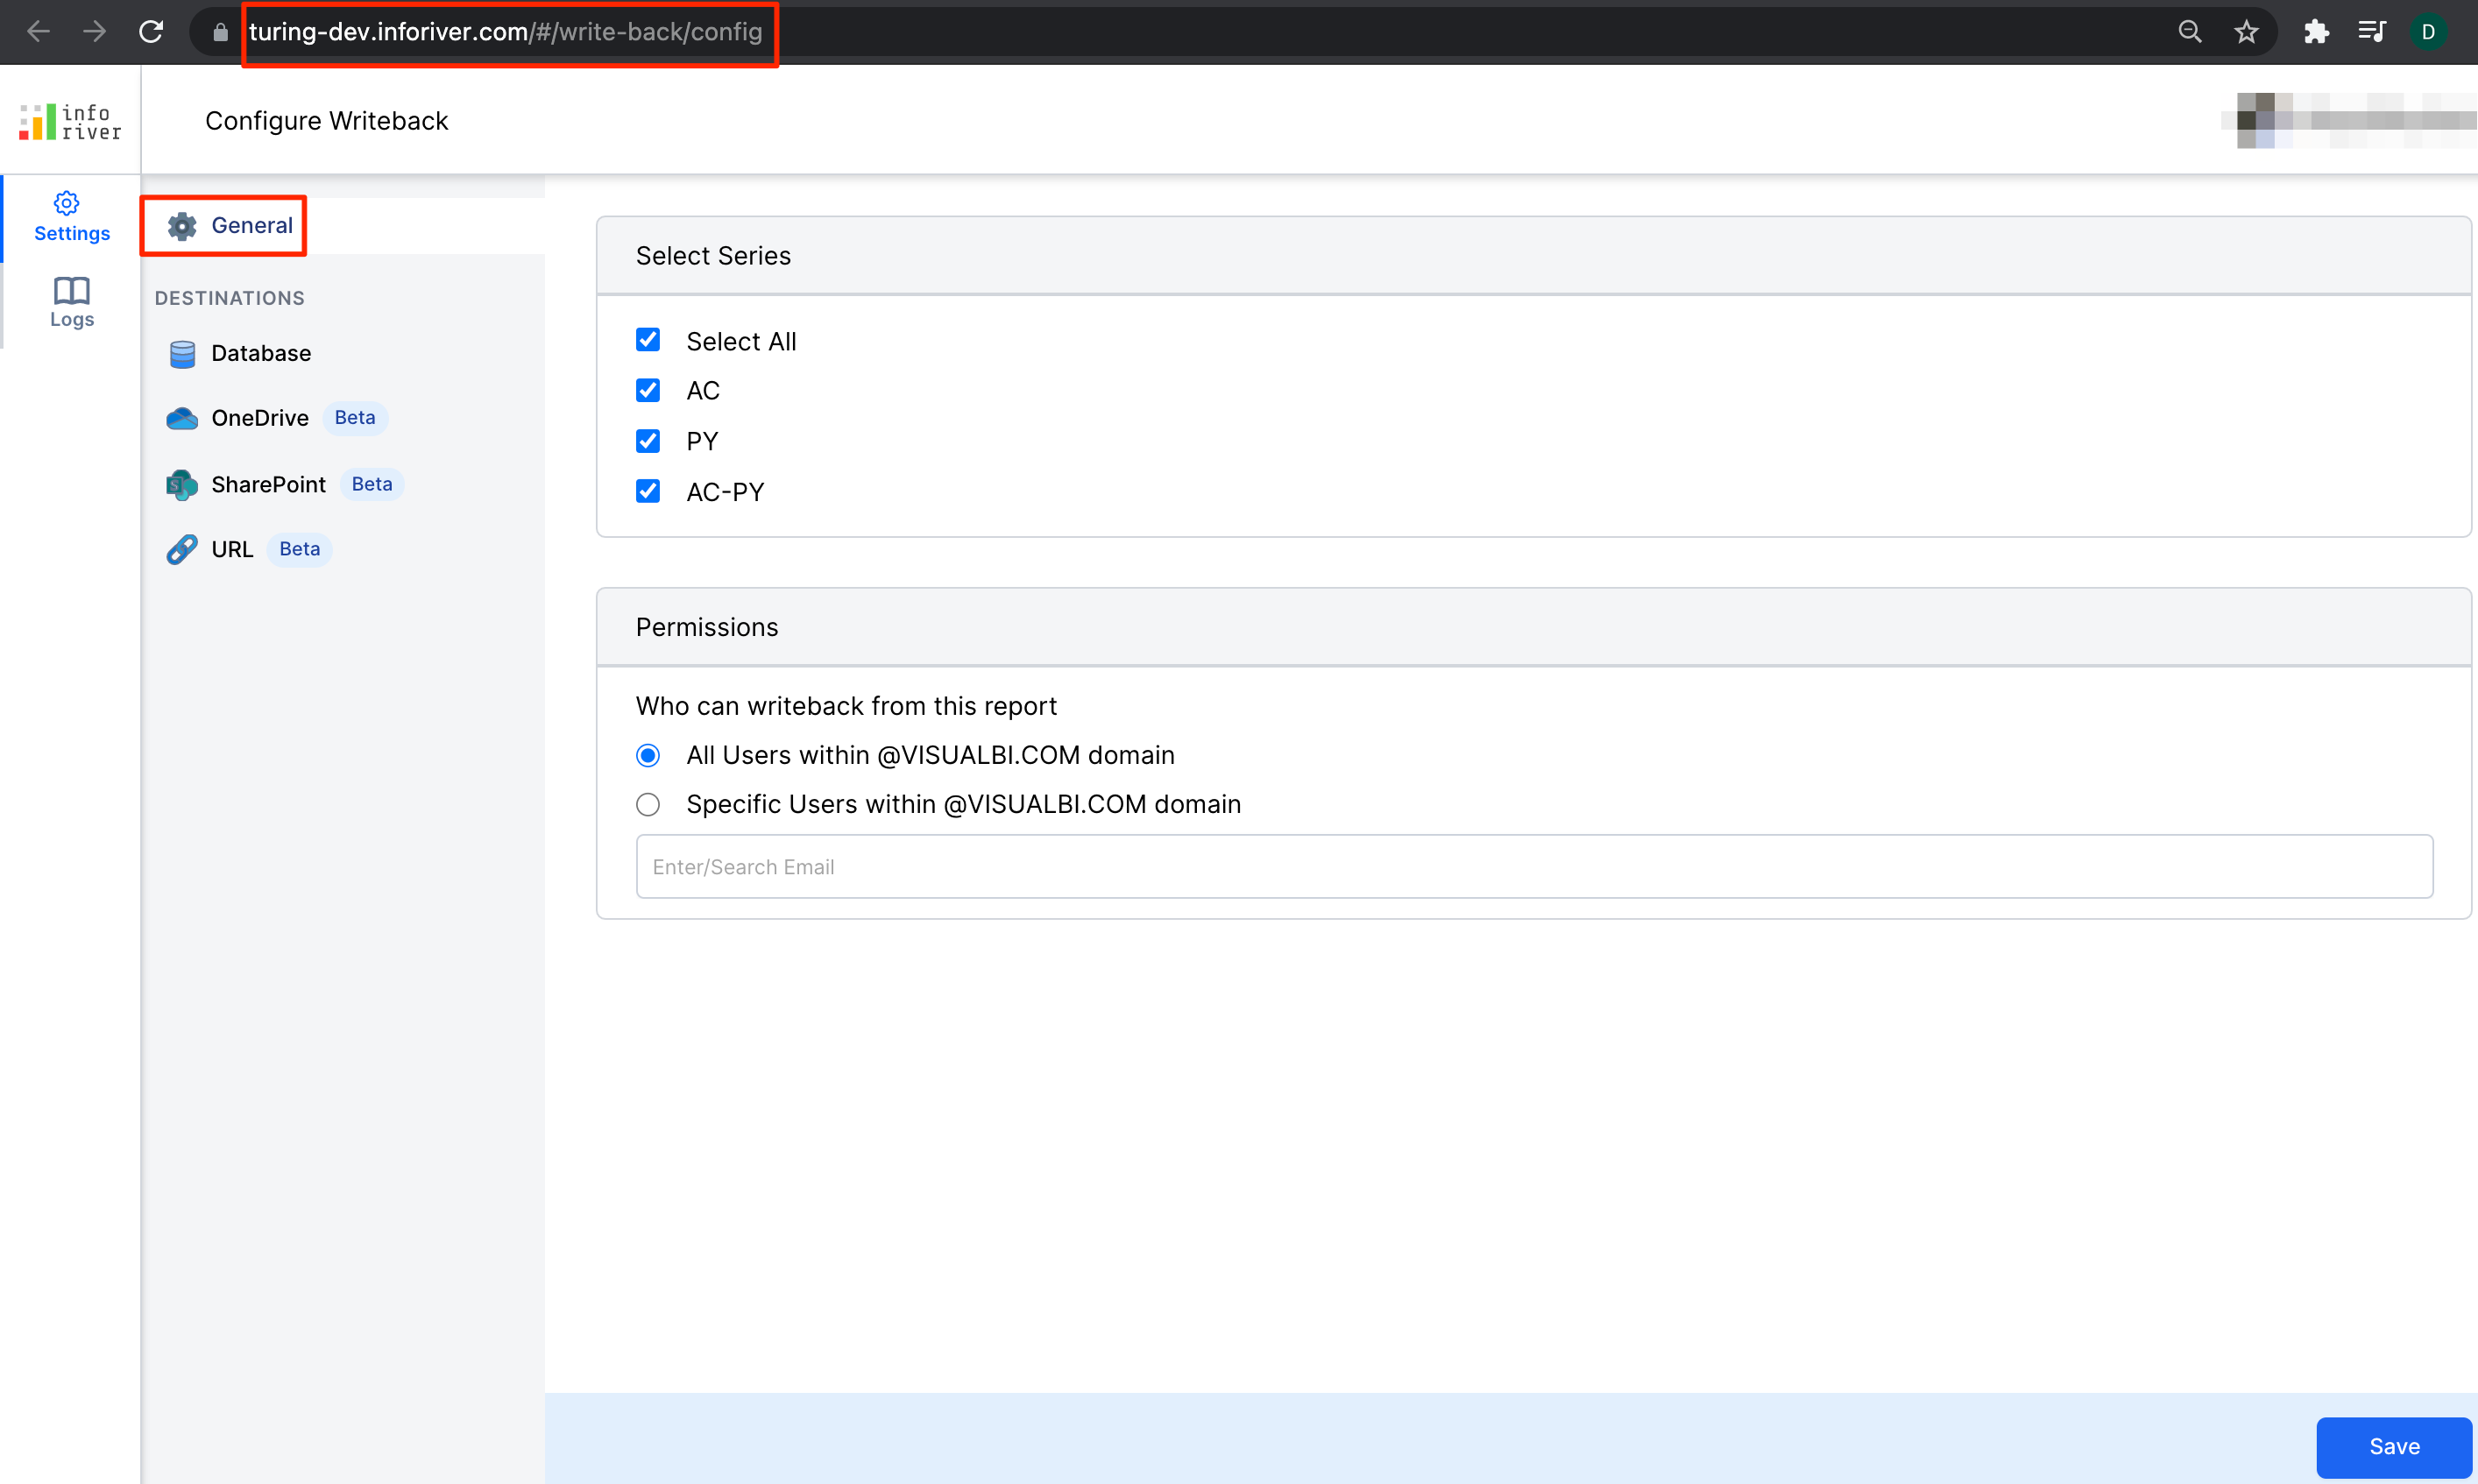 turing-dev.inforiver.com/#/write-back/config
D
info
river
Configure Writeback
Settings
Logs
General
DESTINATIONS
Database
OneDrive Beta
SharePoint Beta
URL Beta
Select Series
Select All
AC
PY
AC-PY
Permissions
Who can writeback from this report
All Users within @VISUALBI.COM domain
Specific Users within @VISUALBI.COM domain
Enter/Search Email
Save